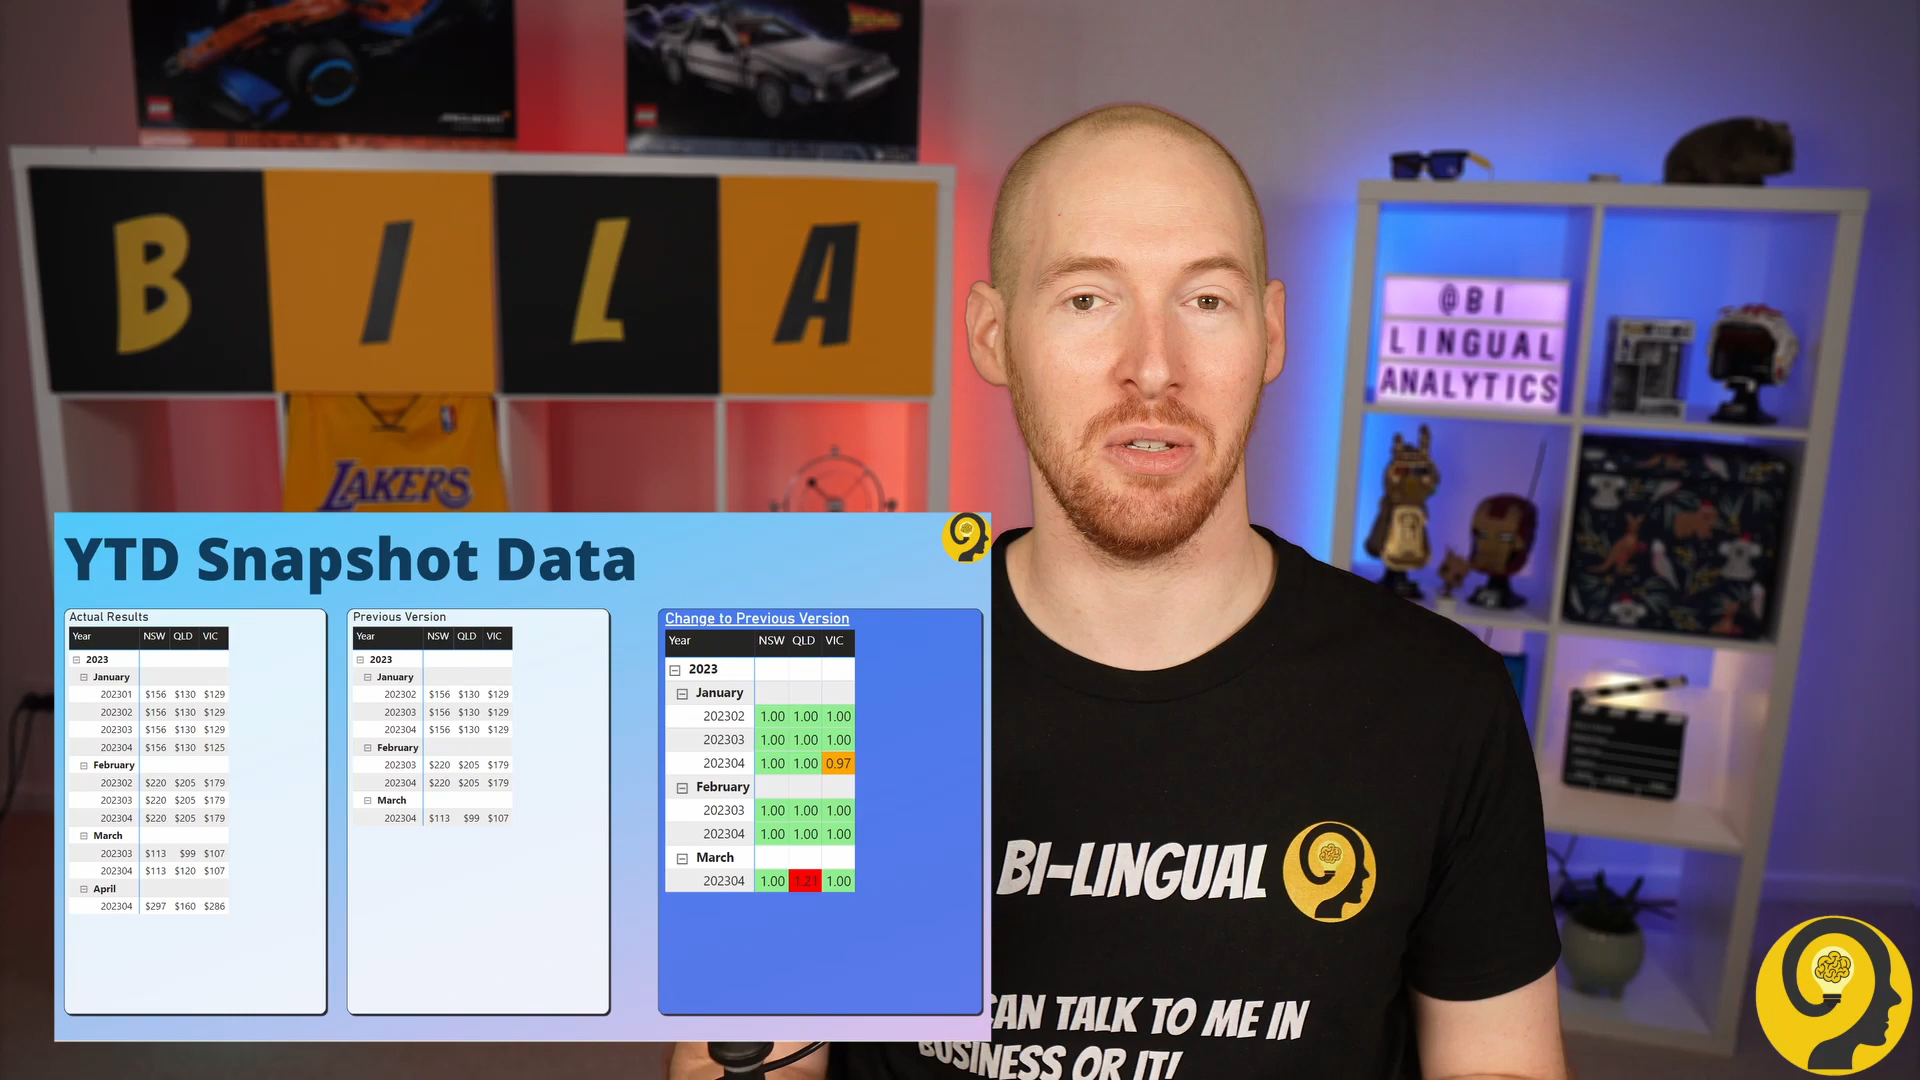 B I L A
LAKERS
@BI
LINGUAL
ANALYTICS
YTD Snapshot Data
Actual Results
Year NSW QLD VIC
2023
January
202301 $156 $130 $129
202302 $156 $130 $129
202303 $156 $130 $129
202304 $156 $130 $125
February
202302 $220 $205 $179
202303 $220 $205 $179
202304 $220 $205 $179
March
202303 $113 $99 $107
202304 $113 $120 $107
April
202304 $297 $160 $286
Previous Version
Year NSW QLD VIC
2023
January
202302 $156 $130 $129
202303 $156 $130 $129
202304 $156 $130 $129
February
202303 $220 $205 $179
202304 $220 $205 $179
March
202304 $113 $99 $107
Change to Previous Version
Year NSW QLD VIC
2023
January
202302 1.00 1.00 1.00
202303 1.00 1.00 1.00
202304 1.00 1.00 0.97
February
202303 1.00 1.00 1.00
202304 1.00 1.00 1.00
March
202304 1.00 1.21 1.00
BI-LINGUAL
CAN TALK TO ME IN
BUSINESS OR IT!